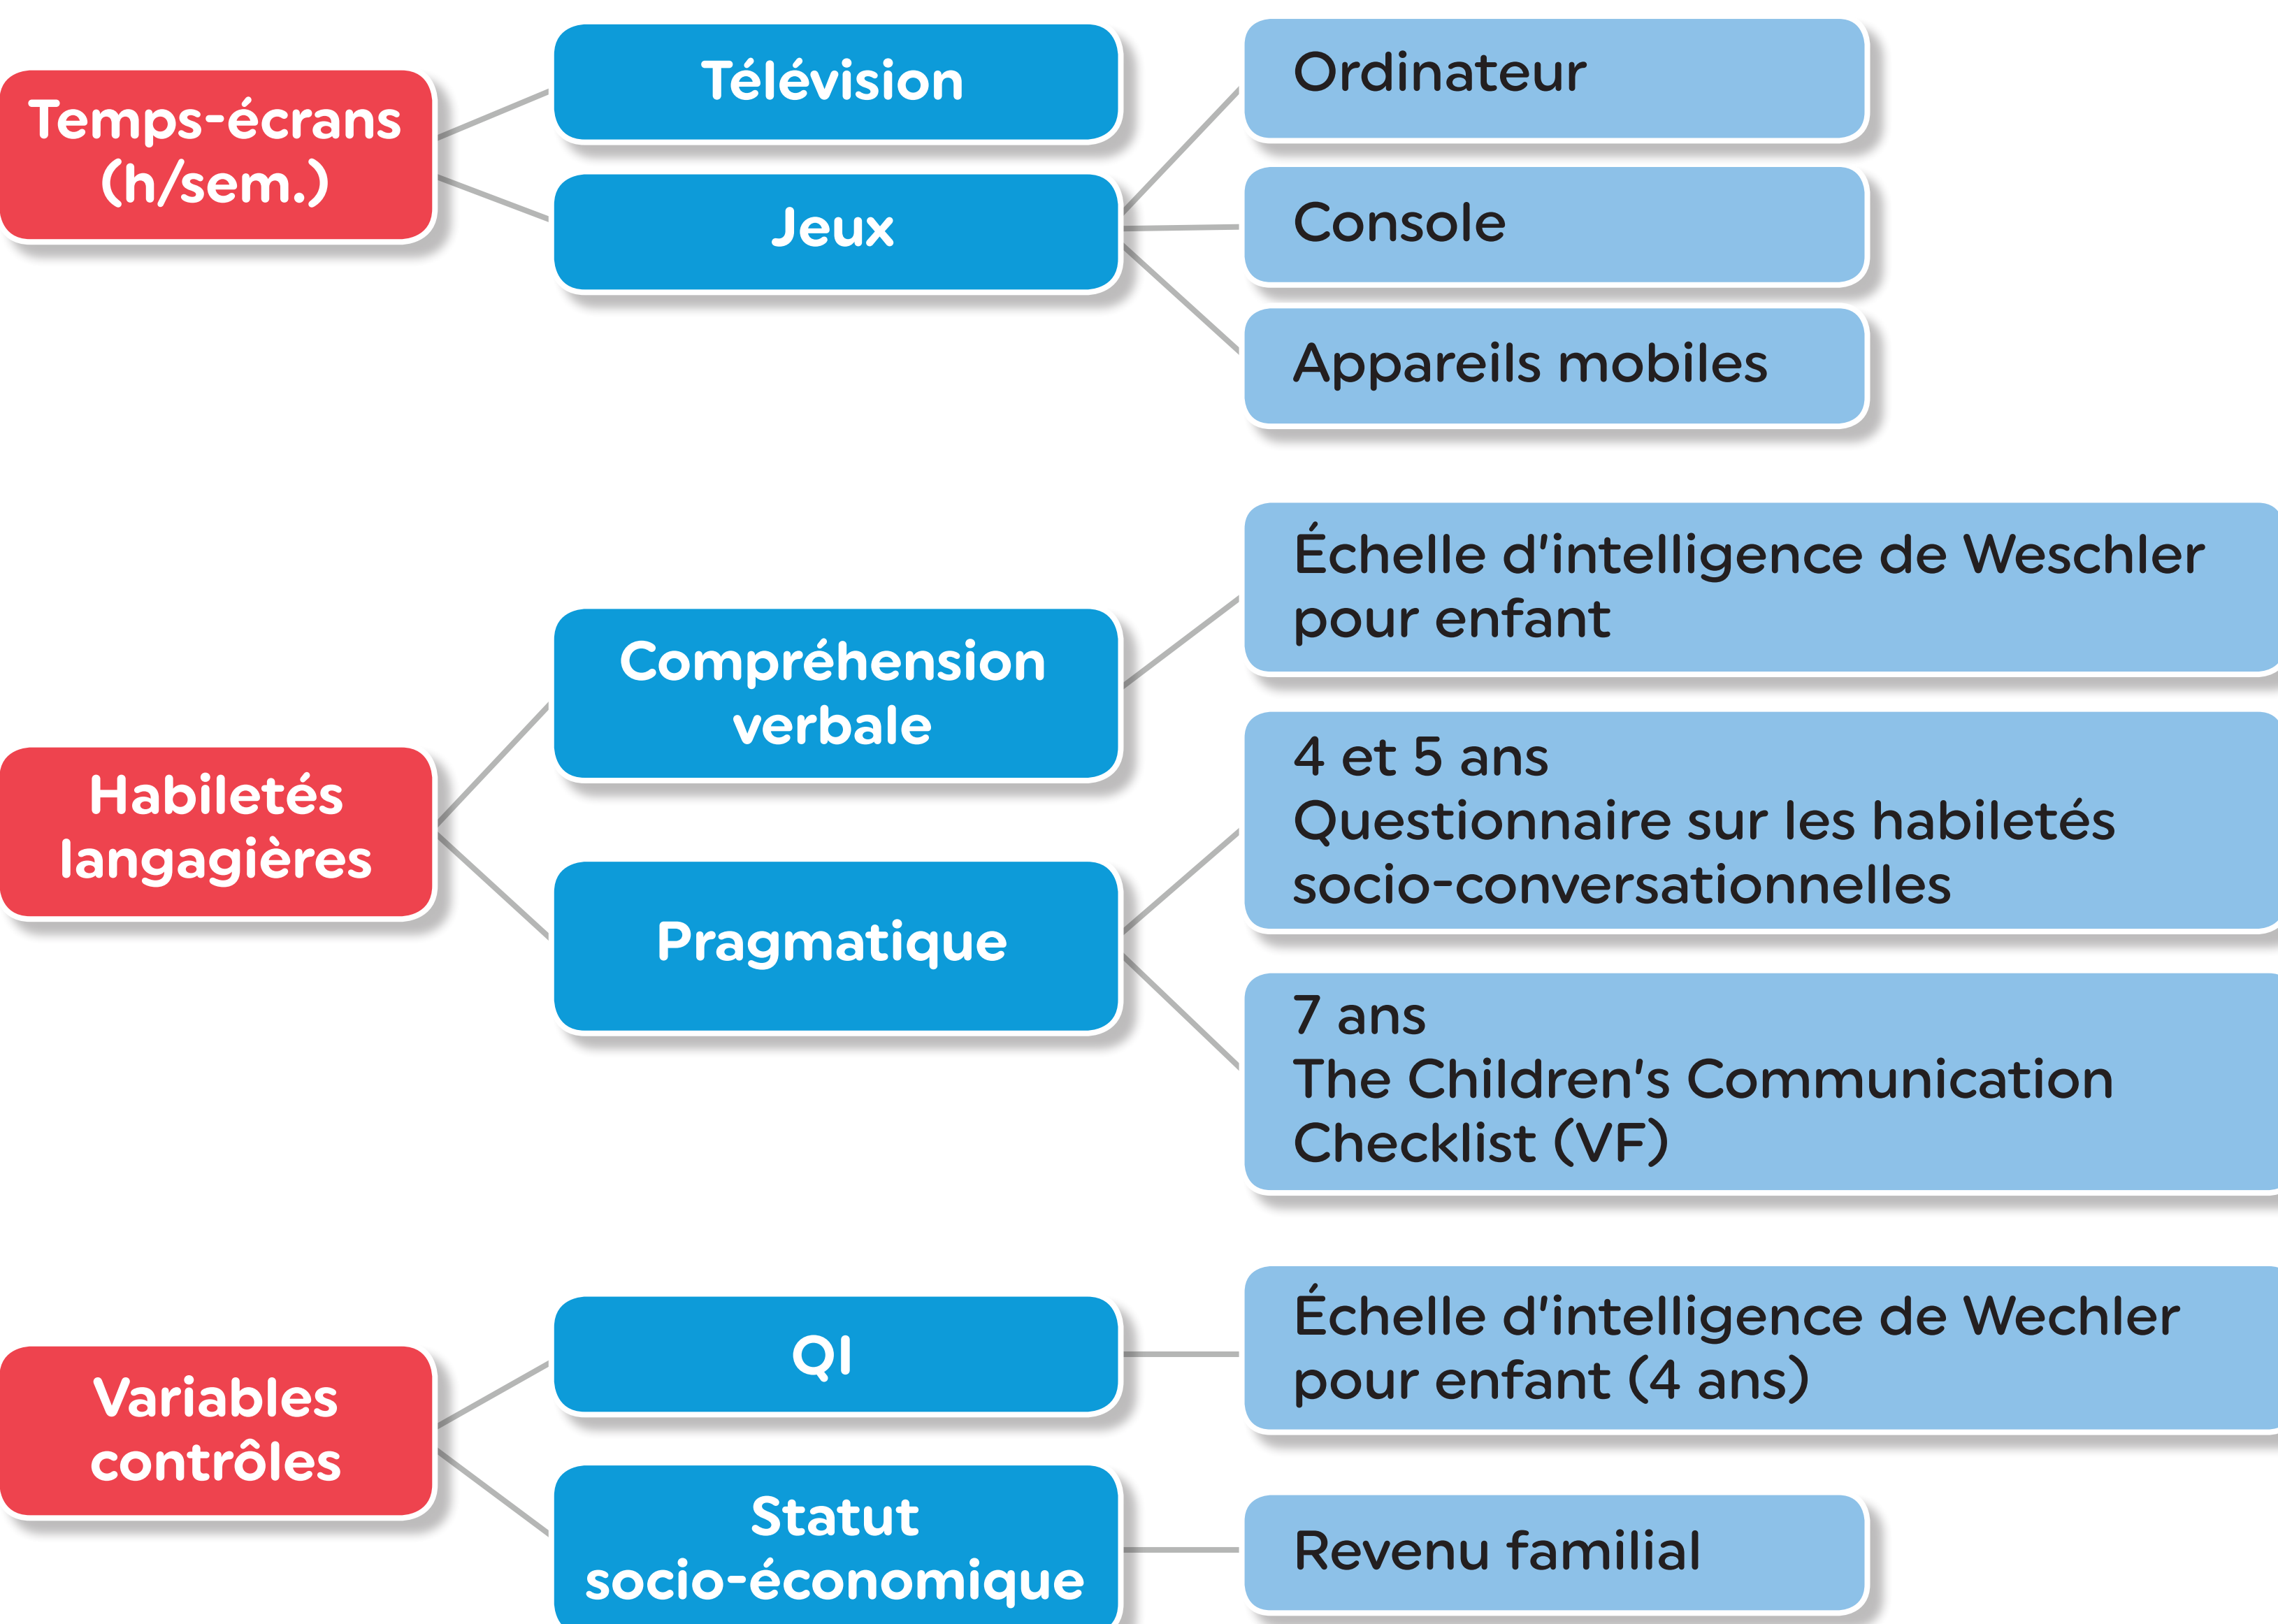 Temps-écrans
(h/sem.)
Télévision
Jeux
Ordinateur
Console
Appareils mobiles
Habiletés
langagières
Compréhension
verbale
Pragmatique
Échelle d'intelligence de Weschler
pour enfant
4 et 5 ans
Questionnaire sur les habiletés
socio-conversationnelles
7 ans
The Children's Communication
Checklist (VF)
Variables
contrôles
QI
Statut
socio-économique
Échelle d'intelligence de Wechler
pour enfant (4 ans)
Revenu familial